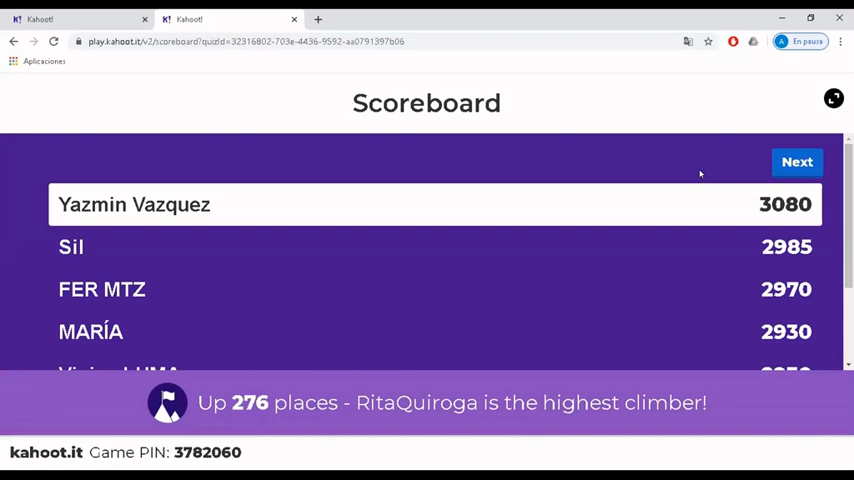 K! Kahoot!
K! Kahoot!
play.kahoot.it/v2/scoreboard?quizId=32316802-703e-4436-9592-aa0791397b06
A En pausa
Aplicaciones
Scoreboard
Next
Yazmin Vazquez 3080
Sil 2985
FER MTZ 2970
MARÍA 2930
Up 276 places - RitaQuiroga is the highest climber!
kahoot.it Game PIN: 3782060